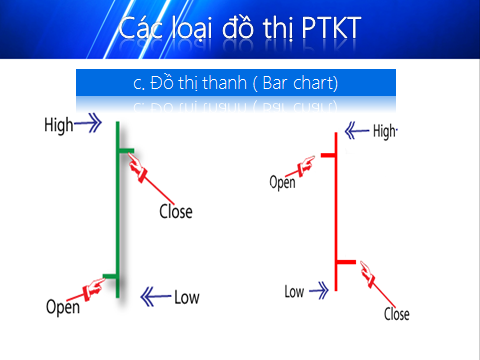 Các loại đồ thị PTKT
c. Đồ thị thanh ( Bar chart)
High
Close
Open
Low
High
Open
Low
Close